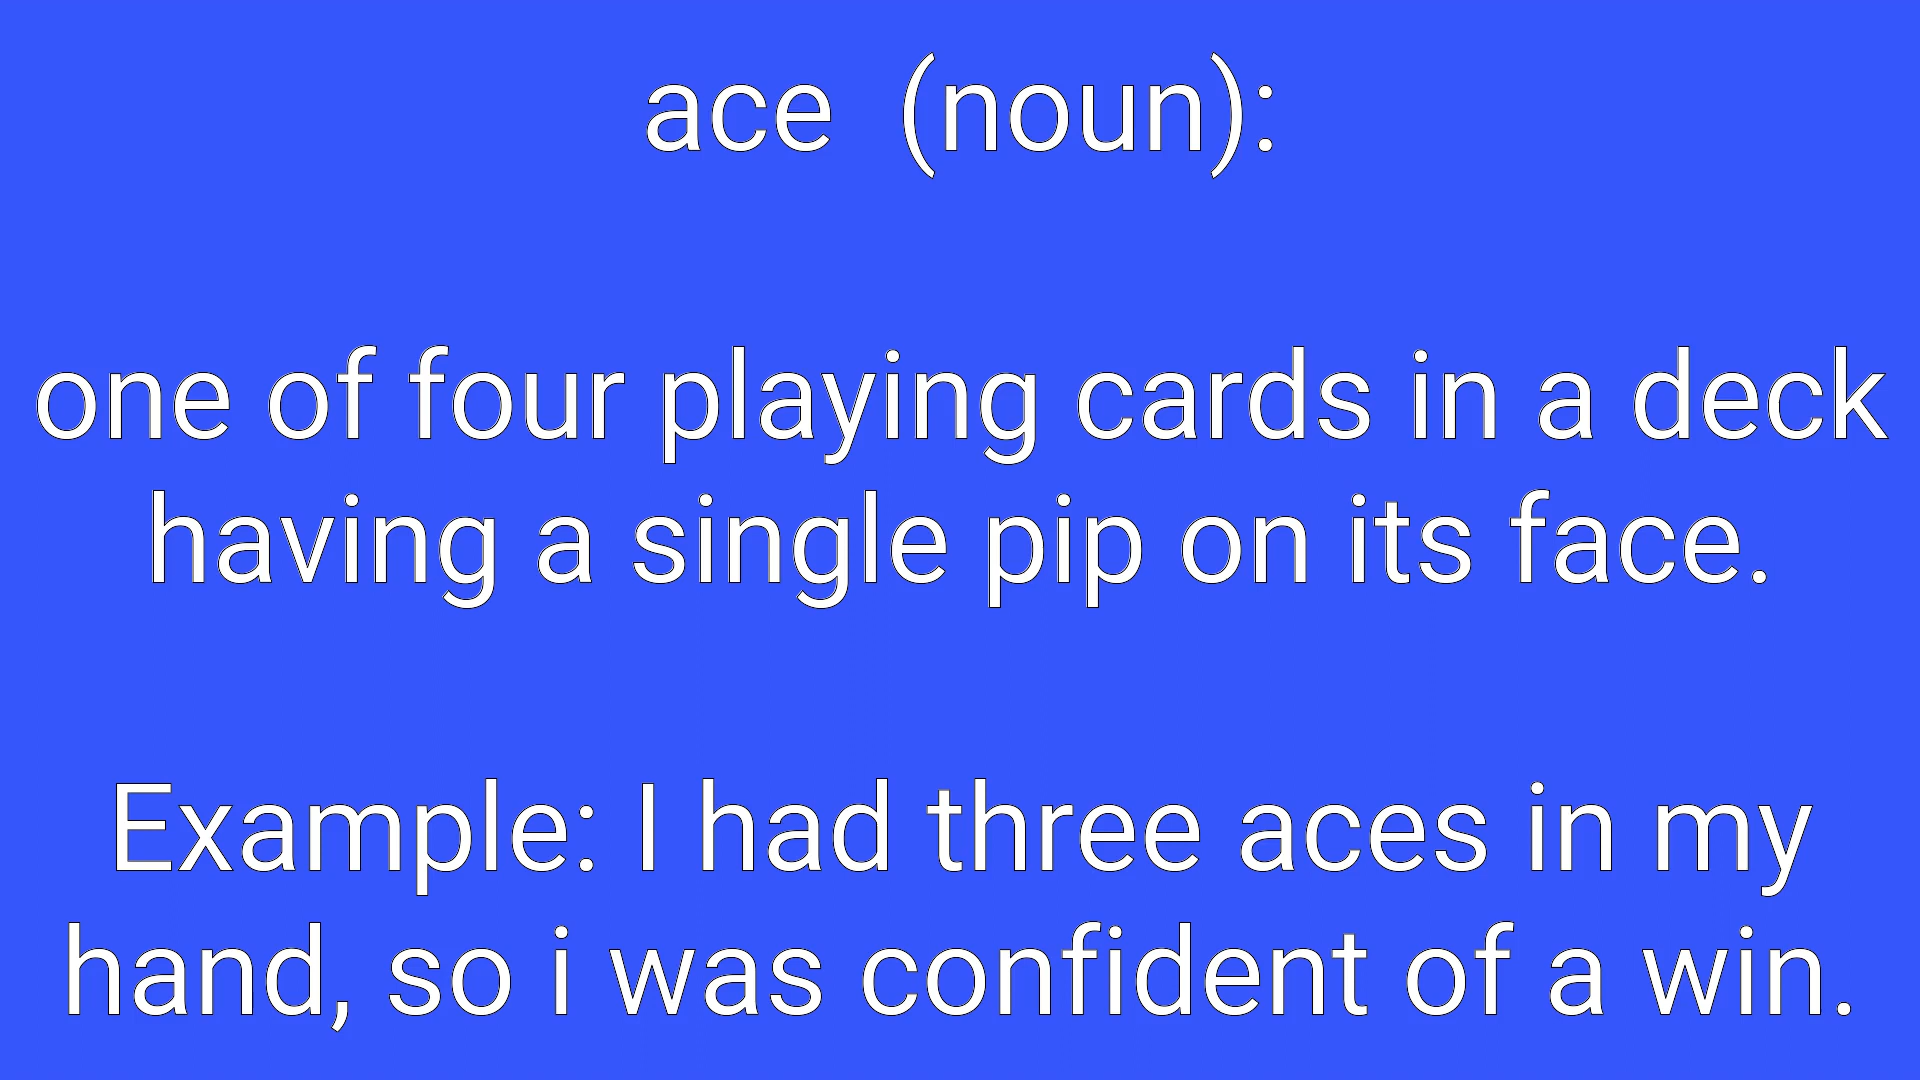 ace  (noun):
one of four playing cards in a deck
having a single pip on its face.
Example: I had three aces in my
hand, so i was confident of a win.